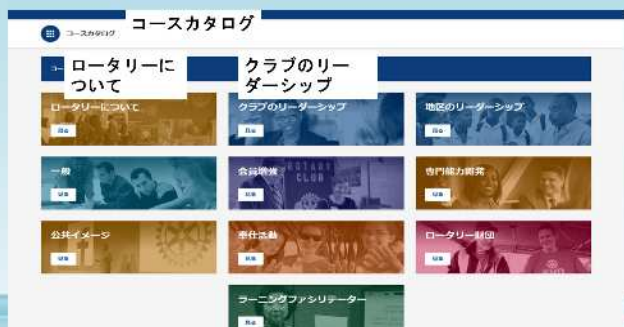 コースカタログ
コースカタログ
ロータリーに
ついて
クラブのリー
ダーシップ
ロータリーについて
クラブのリーダーシップ
地区のリーダーシップ
一般
会員増強
専門能力開発
ROTARY
CLUB
公共イメージ
奉仕活動
ロータリー財団
ラーニングファシリテーター